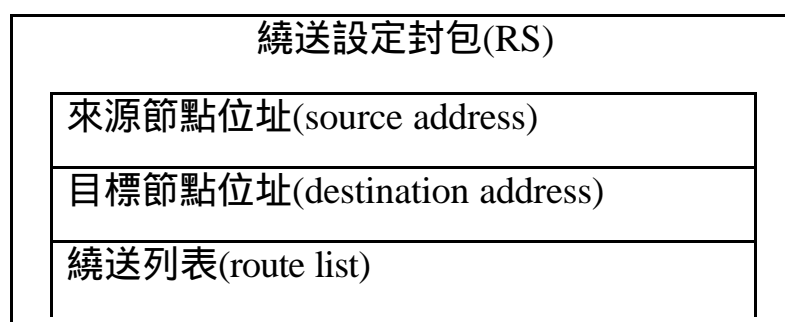 繞送設定封包(RS)
來源節點位址(source address)
目標節點位址(destination address)
繞送列表(route list)